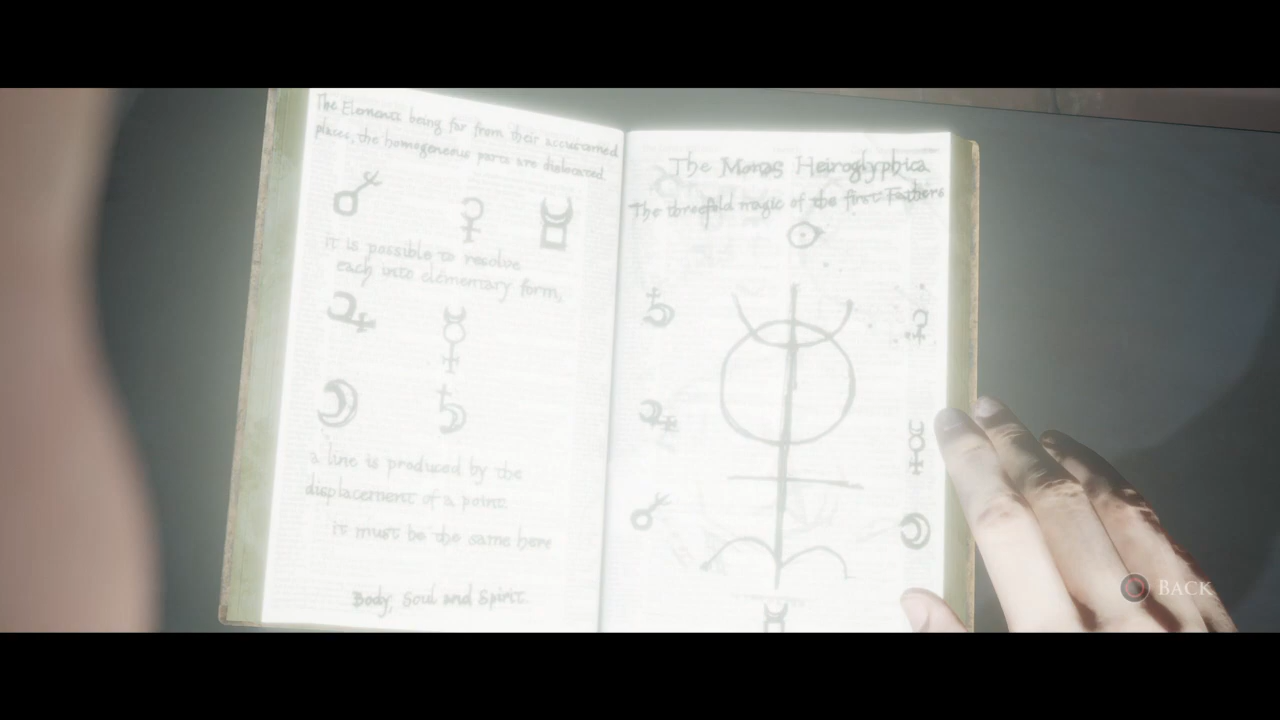 The Elements being far from their accustomed
places, the homogeneous parts are dislocated
it is possible to resolve
each into elementary form,
a line is produced by the
displacement of a point
it must be the same here
Body, Soul and Spirit
The Monas Heiroglyphica
The threefold magic of the first Fathers
BACK